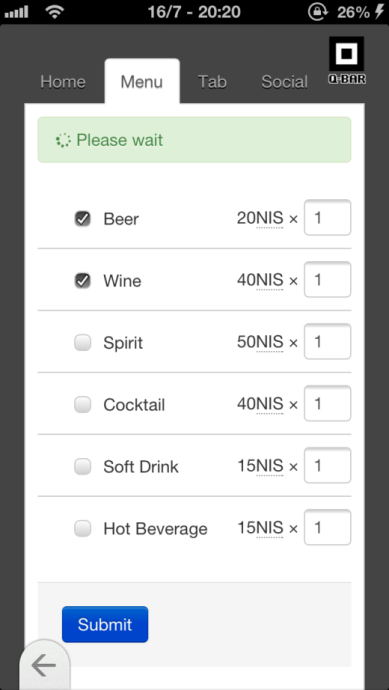 16/7 - 20:20
26%
Home Menu Tab Social Q-BAR
Please wait
Beer 20NIS × 1
Wine 40NIS × 1
Spirit 50NIS × 1
Cocktail 40NIS × 1
Soft Drink 15NIS × 1
Hot Beverage 15NIS × 1
Submit